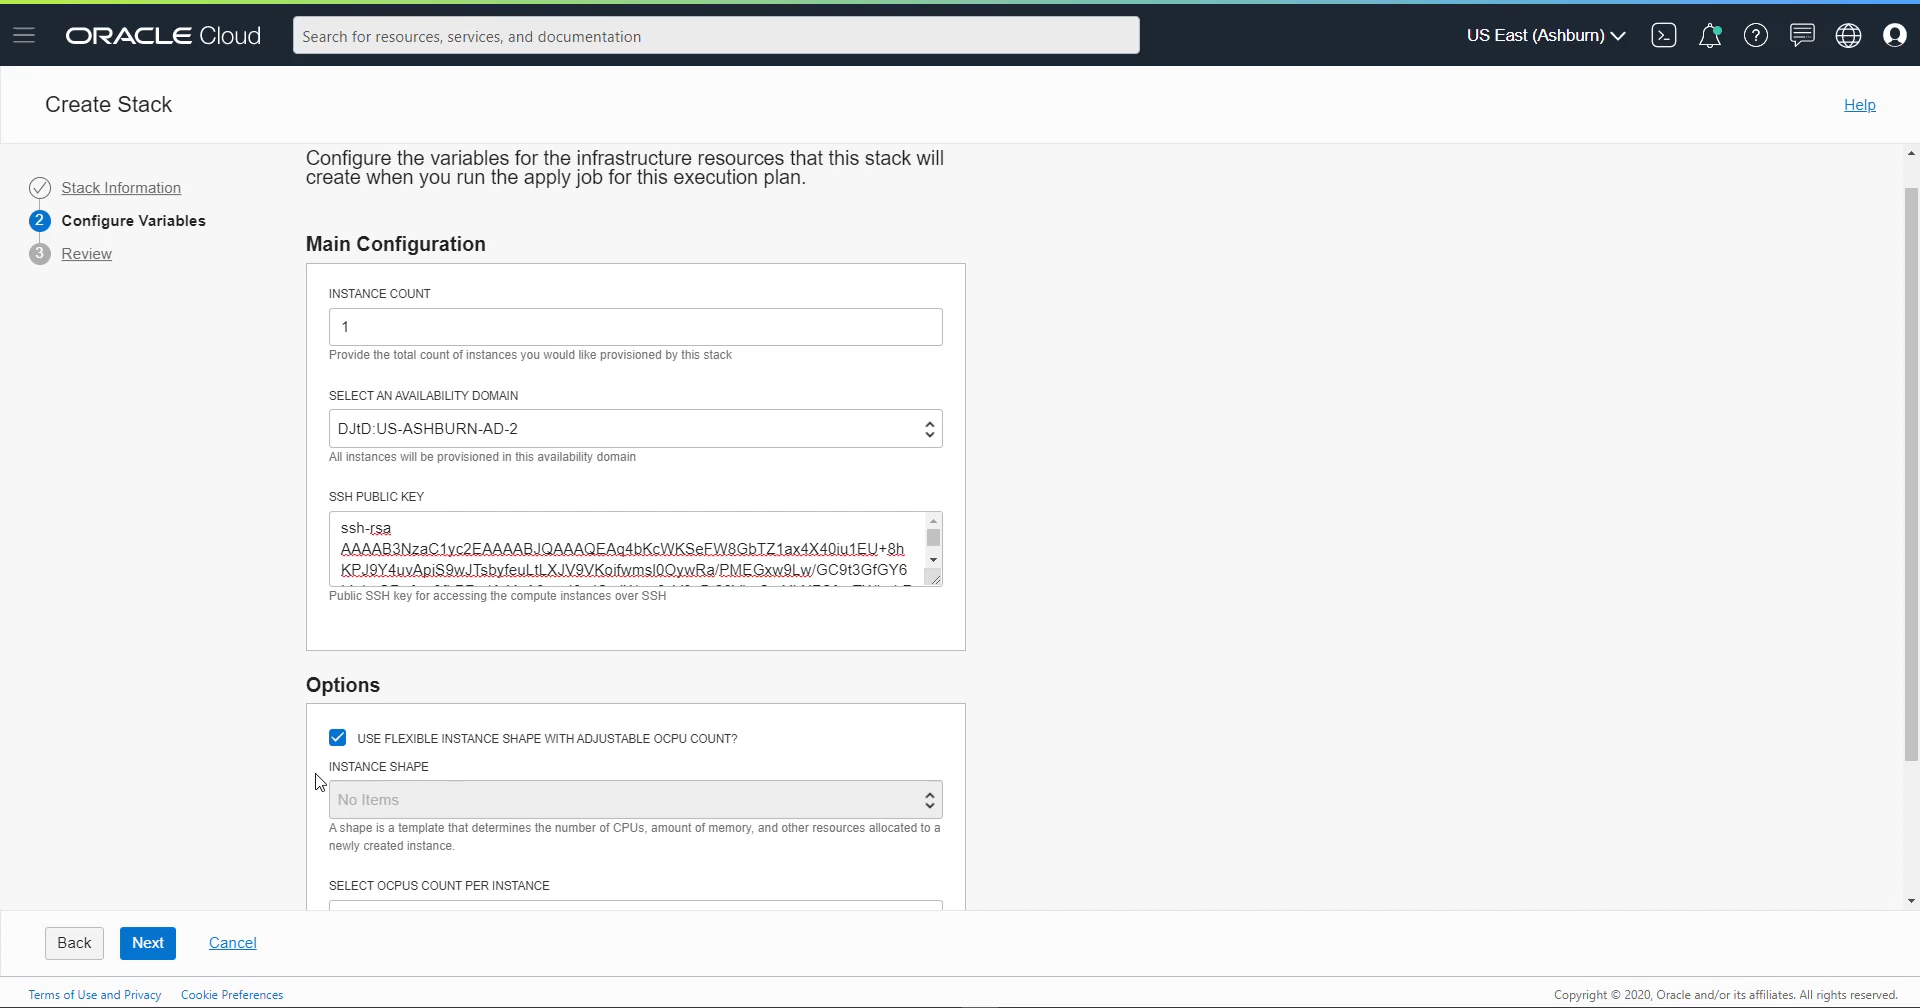 ORACLE Cloud
Search for resources, services, and documentation
US East (Ashburn)
Create Stack
Help
Stack Information
2 Configure Variables
3 Review
Configure the variables for the infrastructure resources that this stack will
create when you run the apply job for this execution plan.
Main Configuration
INSTANCE COUNT
1
Provide the total count of instances you would like provisioned by this stack
SELECT AN AVAILABILITY DOMAIN
DJtD:US-ASHBURN-AD-2
All instances will be provisioned in this availability domain
SSH PUBLIC KEY
ssh-rsa
AAAAB3NzaC1yc2EAAAABJQAAAQEAq4bKcWKSeFW8GbTZ1ax4X40iu1EU+8h
KPJ9Y4uvApiS9wJTsbyfeuLtLXJV9VKoifwmsl0OywRa/PMEGxw9Lw/GC9t3GfGY6
Public SSH key for accessing the compute instances over SSH
Options
USE FLEXIBLE INSTANCE SHAPE WITH ADJUSTABLE OCPU COUNT?
INSTANCE SHAPE
No Items
A shape is a template that determines the number of CPUs, amount of memory, and other resources allocated to a
newly created instance.
SELECT OCPUS COUNT PER INSTANCE
Back
Next
Cancel
Terms of Use and Privacy
Cookie Preferences
Copyright © 2020, Oracle and/or its affiliates. All rights reserved.